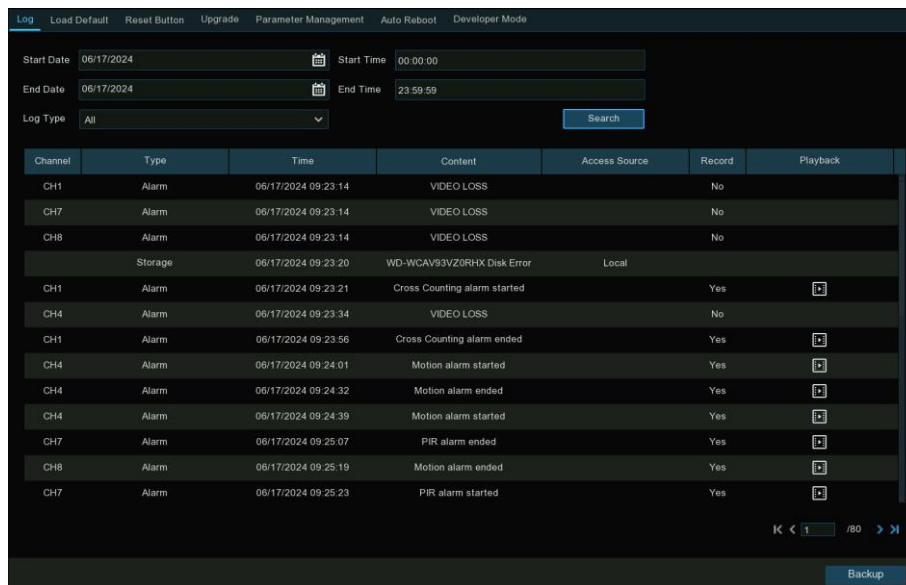 Log Load Default Reset Button Upgrade Parameter Management Auto Reboot Developer Mode
Start Date 06/17/2024 Start Time 00:00:00
End Date 06/17/2024 End Time 23:59:59
Log Type All Search
Channel Type Time Content Access Source Record Playback
CH1 Alarm 06/17/2024 09:23:14 VIDEO LOSS No
CH7 Alarm 06/17/2024 09:23:14 VIDEO LOSS No
CH8 Alarm 06/17/2024 09:23:14 VIDEO LOSS No
Storage 06/17/2024 09:23:20 WD-WCAV93VZ0RHX Disk Error Local
CH1 Alarm 06/17/2024 09:23:21 Cross Counting alarm started Yes
CH4 Alarm 06/17/2024 09:23:34 VIDEO LOSS No
CH1 Alarm 06/17/2024 09:23:56 Cross Counting alarm ended Yes
CH4 Alarm 06/17/2024 09:24:01 Motion alarm started Yes
CH4 Alarm 06/17/2024 09:24:32 Motion alarm ended Yes
CH4 Alarm 06/17/2024 09:24:39 Motion alarm started Yes
CH7 Alarm 06/17/2024 09:25:07 PIR alarm ended Yes
CH8 Alarm 06/17/2024 09:25:19 Motion alarm ended Yes
CH7 Alarm 06/17/2024 09:25:23 PIR alarm started Yes
1 /80
Backup